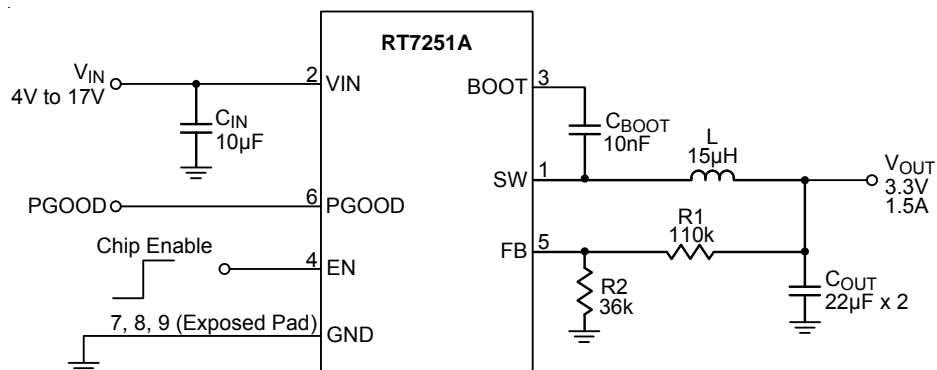 RT7251A
VIN
4V to 17V
CIN
10µF
2
VIN
BOOT
3
CBOOT
10nF
L
15µH
SW
1
VOUT
3.3V
1.5A
PGOOD
6
PGOOD
R1
110k
Chip Enable
4
EN
FB
5
R2
36k
COUT
22µF x 2
7, 8, 9 (Exposed Pad)
GND